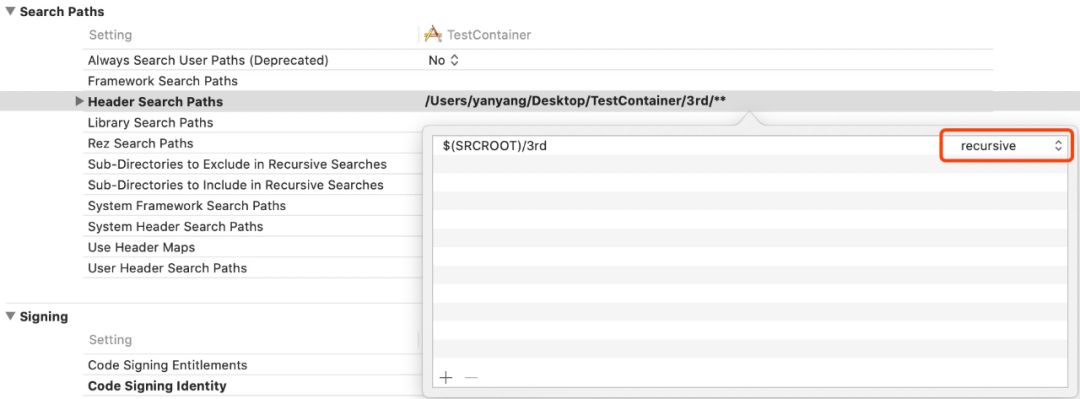 Search Paths
Setting TestContainer
Always Search User Paths (Deprecated) No
Framework Search Paths
Header Search Paths /Users/yanyang/Desktop/TestContainer/3rd/**
Library Search Paths
Rez Search Paths $(SRCROOT)/3rd recursive
Sub-Directories to Exclude in Recursive Searches
Sub-Directories to Include in Recursive Searches
System Framework Search Paths
System Header Search Paths
Use Header Maps
User Header Search Paths
Signing
Setting
Code Signing Entitlements
Code Signing Identity